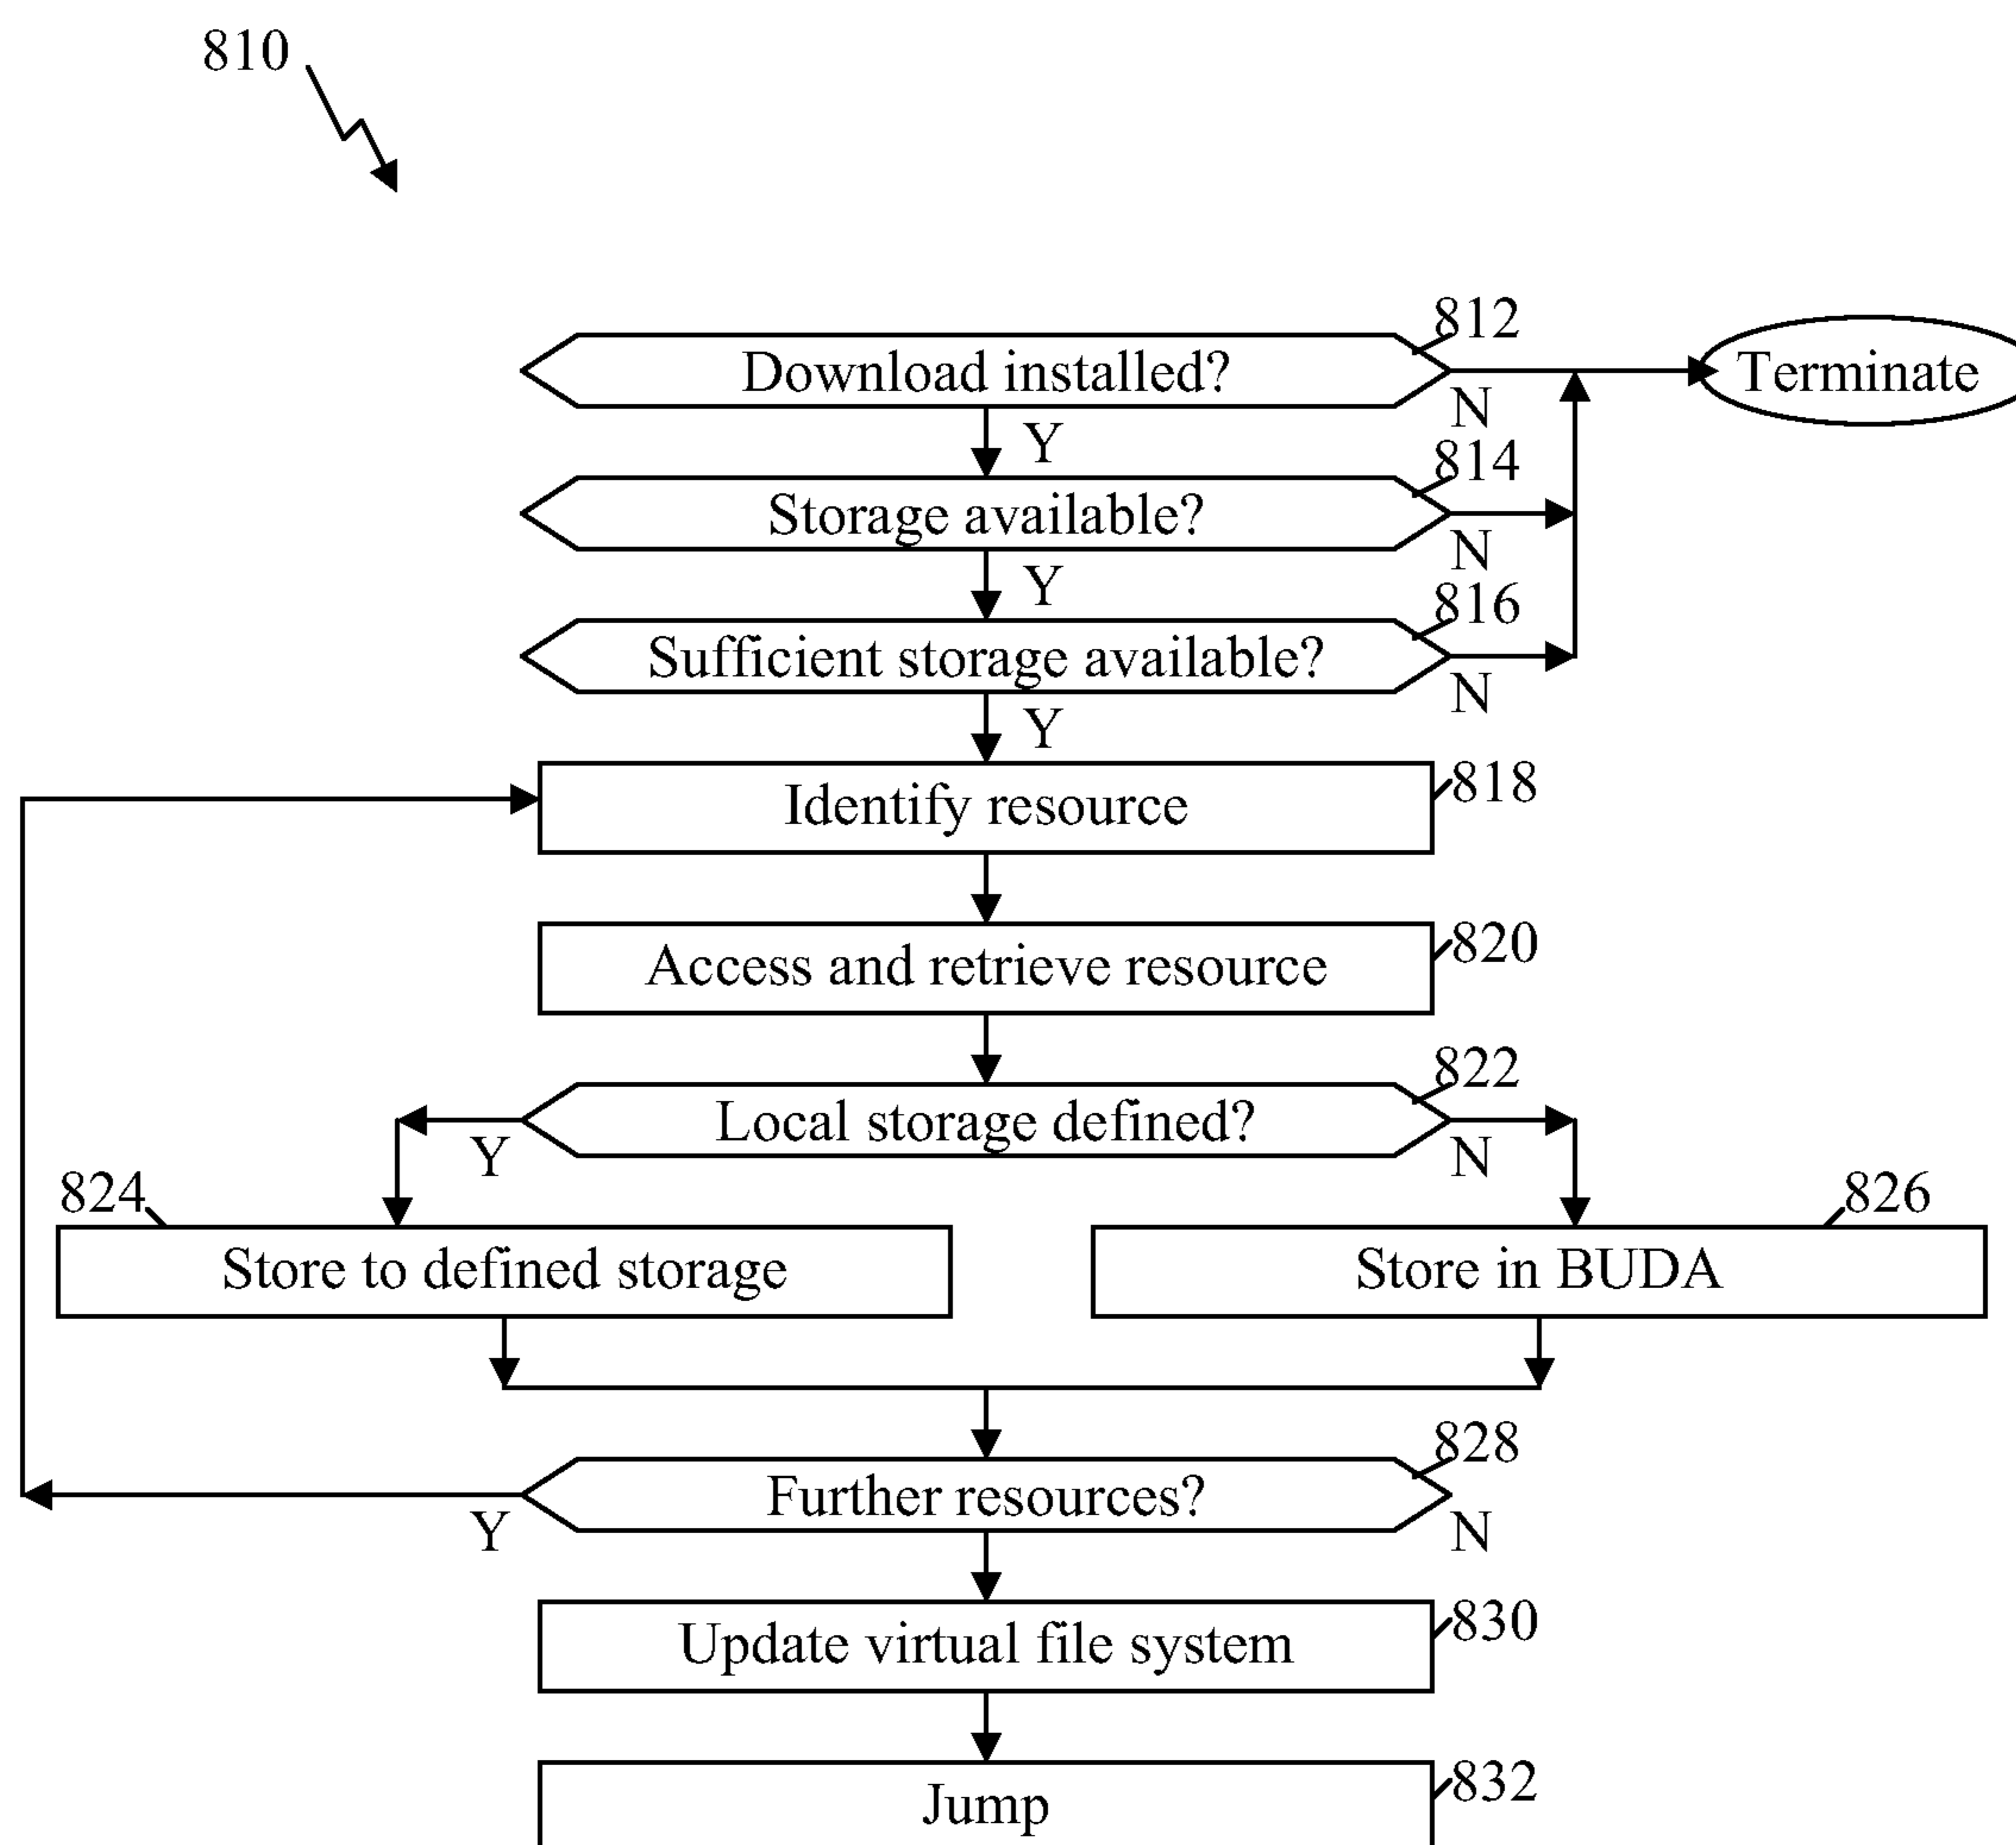 810
812
Download installed?
Terminate
N
Y
814
Storage available?
N
Y
816
Sufficient storage available?
N
Y
818
Identify resource
820
Access and retrieve resource
822
Local storage defined?
Y
N
824
826
Store to defined storage
Store in BUDA
828
Further resources?
Y
N
830
Update virtual file system
832
Jump